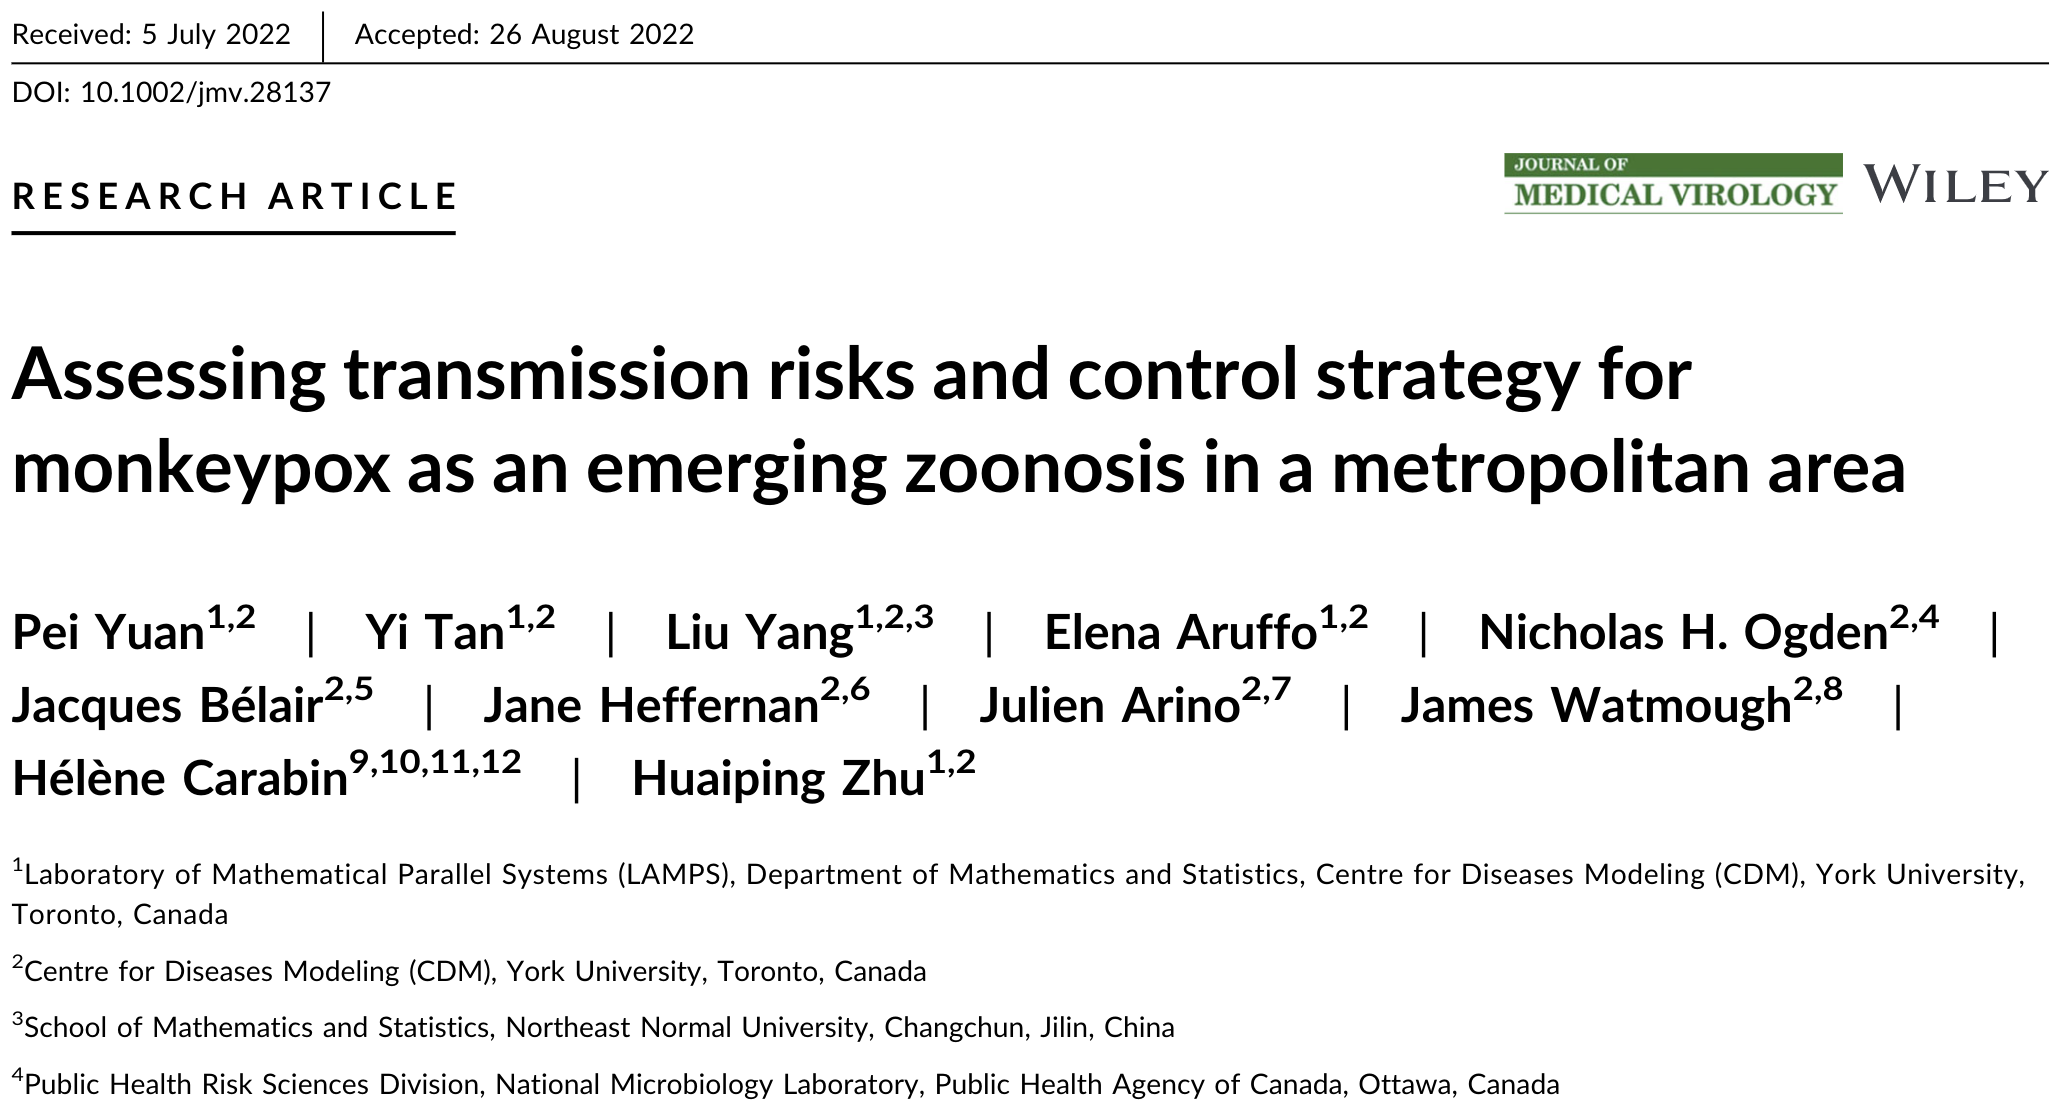 Received: 5 July 2022 | Accepted: 26 August 2022
DOI: 10.1002/jmv.28137
RESEARCH ARTICLE
JOURNAL OF
MEDICAL VIROLOGY WILEY
Assessing transmission risks and control strategy for
monkeypox as an emerging zoonosis in a metropolitan area
Pei Yuan1,2 | Yi Tan1,2 | Liu Yang1,2,3 | Elena Aruffo1,2 | Nicholas H. Ogden2,4 |
Jacques Bélair2,5 | Jane Heffernan2,6 | Julien Arino2,7 | James Watmough2,8 |
Hélène Carabin9,10,11,12 | Huaiping Zhu1,2
1Laboratory of Mathematical Parallel Systems (LAMPS), Department of Mathematics and Statistics, Centre for Diseases Modeling (CDM), York University,
Toronto, Canada
2Centre for Diseases Modeling (CDM), York University, Toronto, Canada
3School of Mathematics and Statistics, Northeast Normal University, Changchun, Jilin, China
4Public Health Risk Sciences Division, National Microbiology Laboratory, Public Health Agency of Canada, Ottawa, Canada